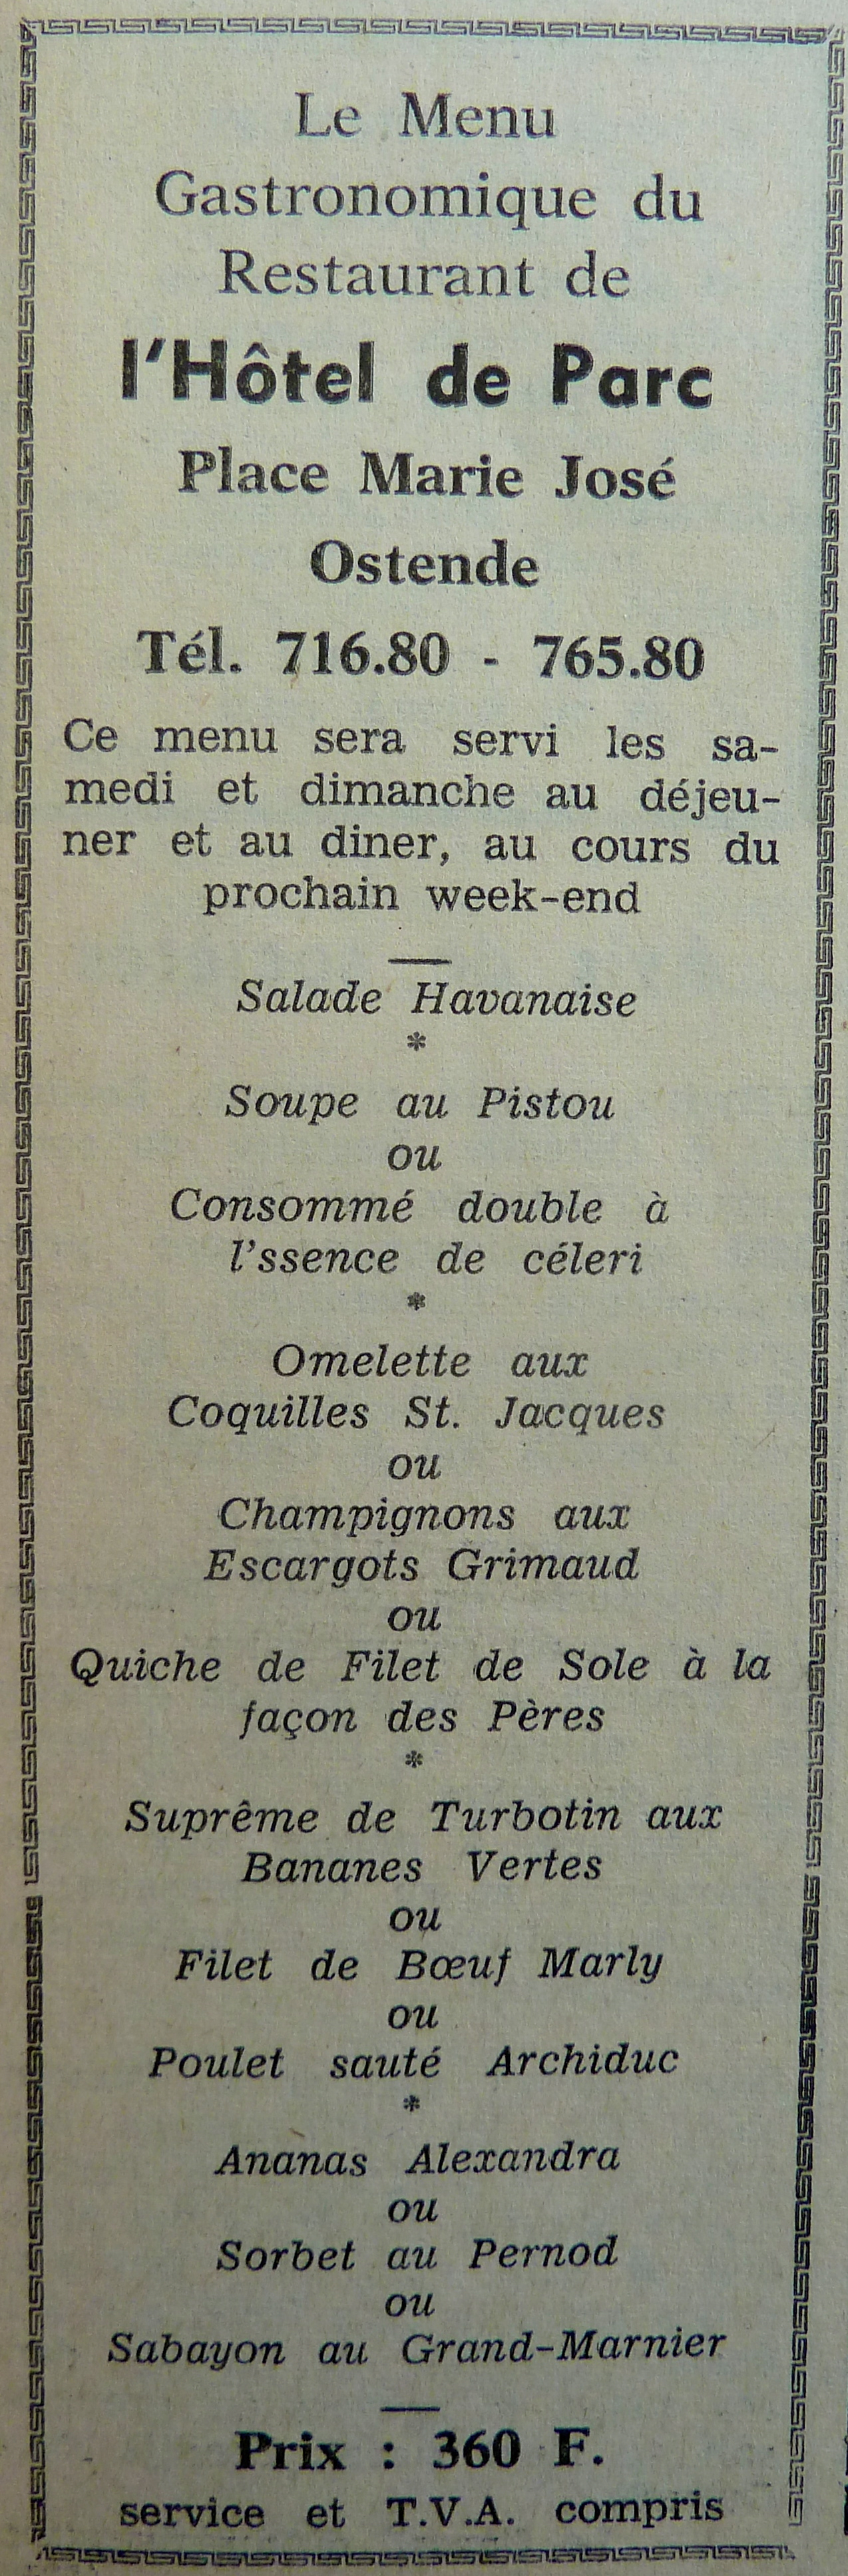 Le Menu
Gastronomique du
Restaurant de
l'Hôtel de Parc
Place Marie José
Ostende
Tél. 716.80 - 765.80
Ce menu sera servi les sa-
medi et dimanche au déjeu-
ner et au diner, au cours du
prochain week-end
Salade Havanaise
*
Soupe au Pistou
ou
Consommé double à
l'ssence de céleri
*
Omelette aux
Coquilles St. Jacques
ou
Champignons aux
Escargots Grimaud
ou
Quiche de Filet de Sole à la
façon des Pères
*
Suprême de Turbotin aux
Bananes Vertes
ou
Filet de Bœuf Marly
ou
Poulet sauté Archiduc
*
Ananas Alexandra
ou
Sorbet au Pernod
ou
Sabayon au Grand-Marnier
Prix : 360 F.
service et T.V.A. compris